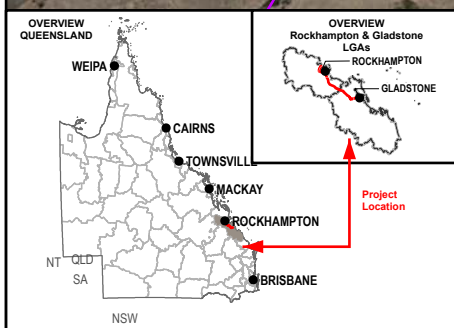 OVERVIEW
QUEENSLAND
WEIPA
CAIRNS
TOWNSVILLE
MACKAY
ROCKHAMPTON
BRISBANE
NT
QLD
SA
NSW
OVERVIEW
Rockhampton & Gladstone
LGAs
ROCKHAMPTON
GLADSTONE
Project
Location